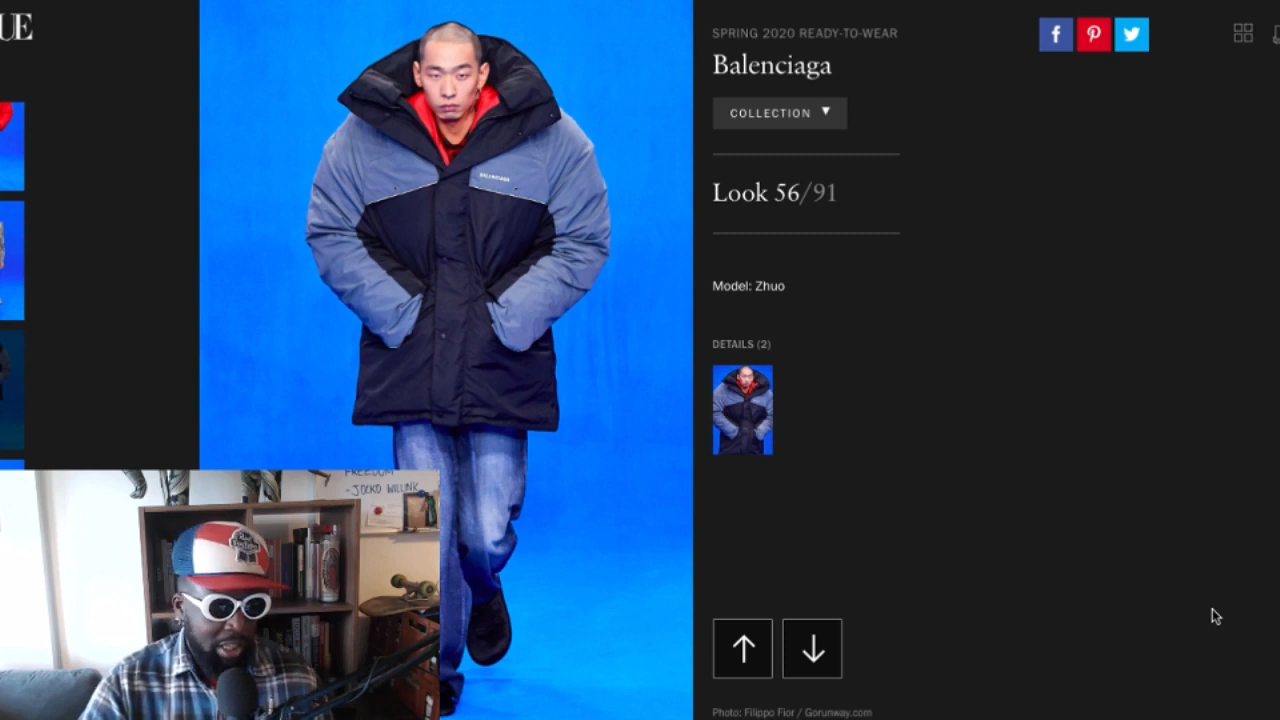 UE
SPRING 2020 READY-TO-WEAR
Balenciaga
COLLECTION ▼
Look 56/91
Model: Zhuo
DETAILS (2)
BALENCIAGA
FREEDOM
-JOCKO WILLINK
Photo: Filippo Fior / Gorunway.com